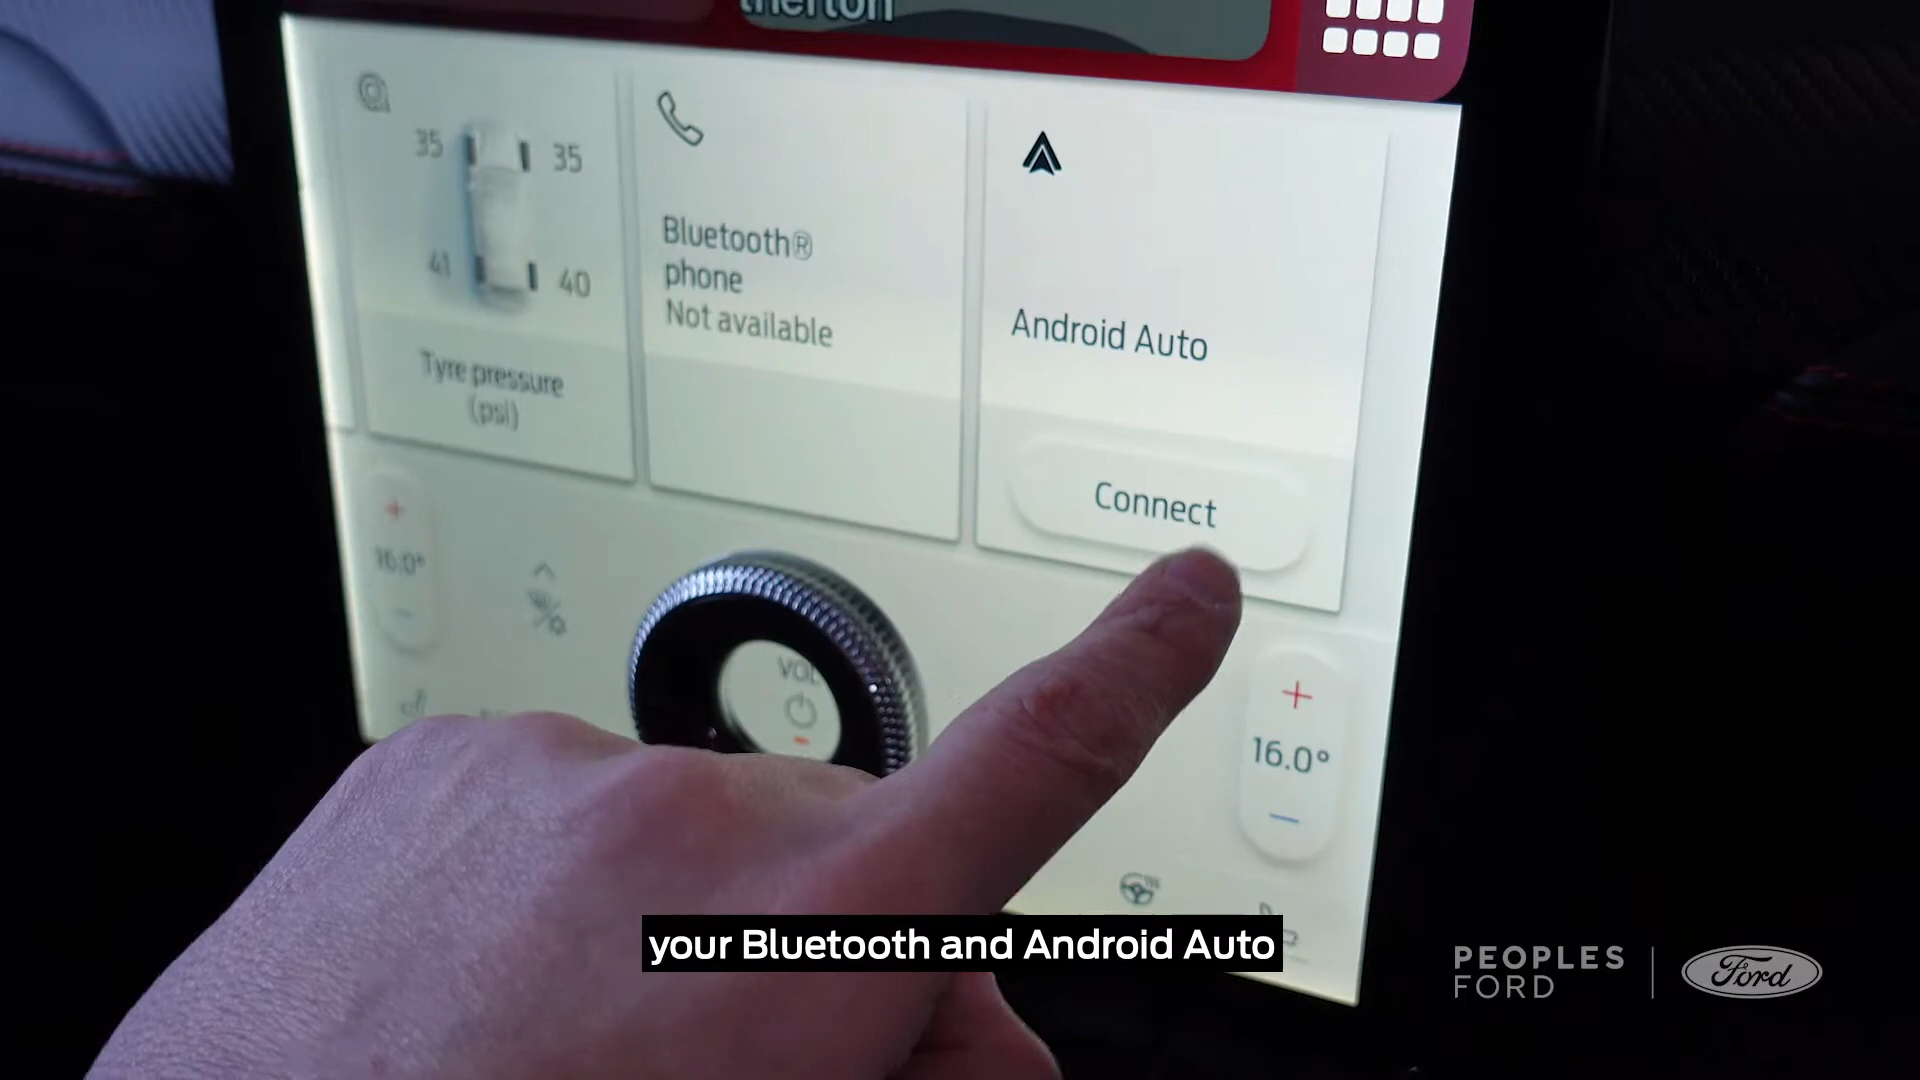 35
35
41
40
Tyre pressure
(psi)
Bluetooth®
phone
Not available
Android Auto
Connect
16.0°
VOL
16.0°
your Bluetooth and Android Auto
PEOPLES
FORD
Ford